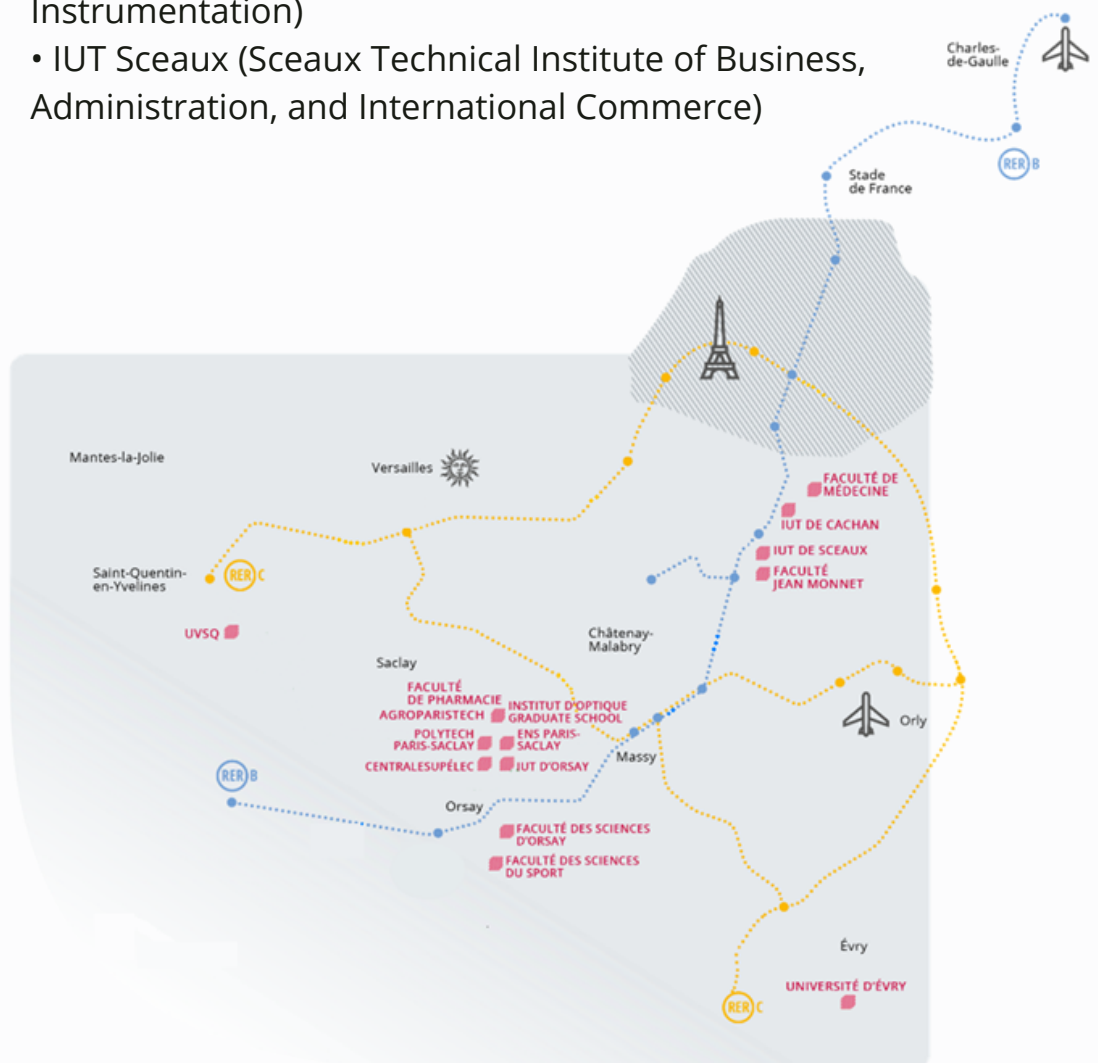 Instrumentation)
• IUT Sceaux (Sceaux Technical Institute of Business,
Administration, and International Commerce)
Charles-
de-Gaulle
RER B
Stade
de France
Mantes-la-Jolie
Versailles
FACULTÉ DE
MÉDECINE
IUT DE CACHAN
IUT DE SCEAUX
FACULTÉ
JEAN MONNET
Saint-Quentin-
en-Yvelines
RER C
UVSQ
Châtenay-
Malabry
Saclay
FACULTÉ
DE PHARMACIE
AGROPARISTECH
INSTITUT D'OPTIQUE
GRADUATE SCHOOL
POLYTECH
PARIS-SACLAY
ENS PARIS-
SACLAY
CENTRALESUPÉLEC
IUT D'ORSAY
Orly
Massy
RER B
Orsay
FACULTÉ DES SCIENCES
D'ORSAY
FACULTÉ DES SCIENCES
DU SPORT
Évry
UNIVERSITÉ D'ÉVRY
RER C